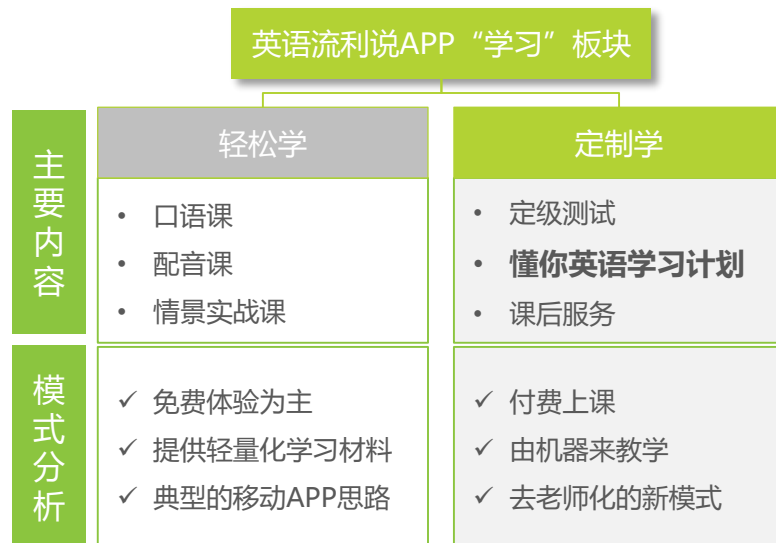 英语流利说APP“学习”板块
轻松学
定制学
主要内容
• 口语课
• 配音课
• 情景实战课
• 定级测试
• 懂你英语学习计划
• 课后服务
模式分析
✓ 免费体验为主
✓ 提供轻量化学习材料
✓ 典型的移动APP思路
✓ 付费上课
✓ 由机器来教学
✓ 去老师化的新模式